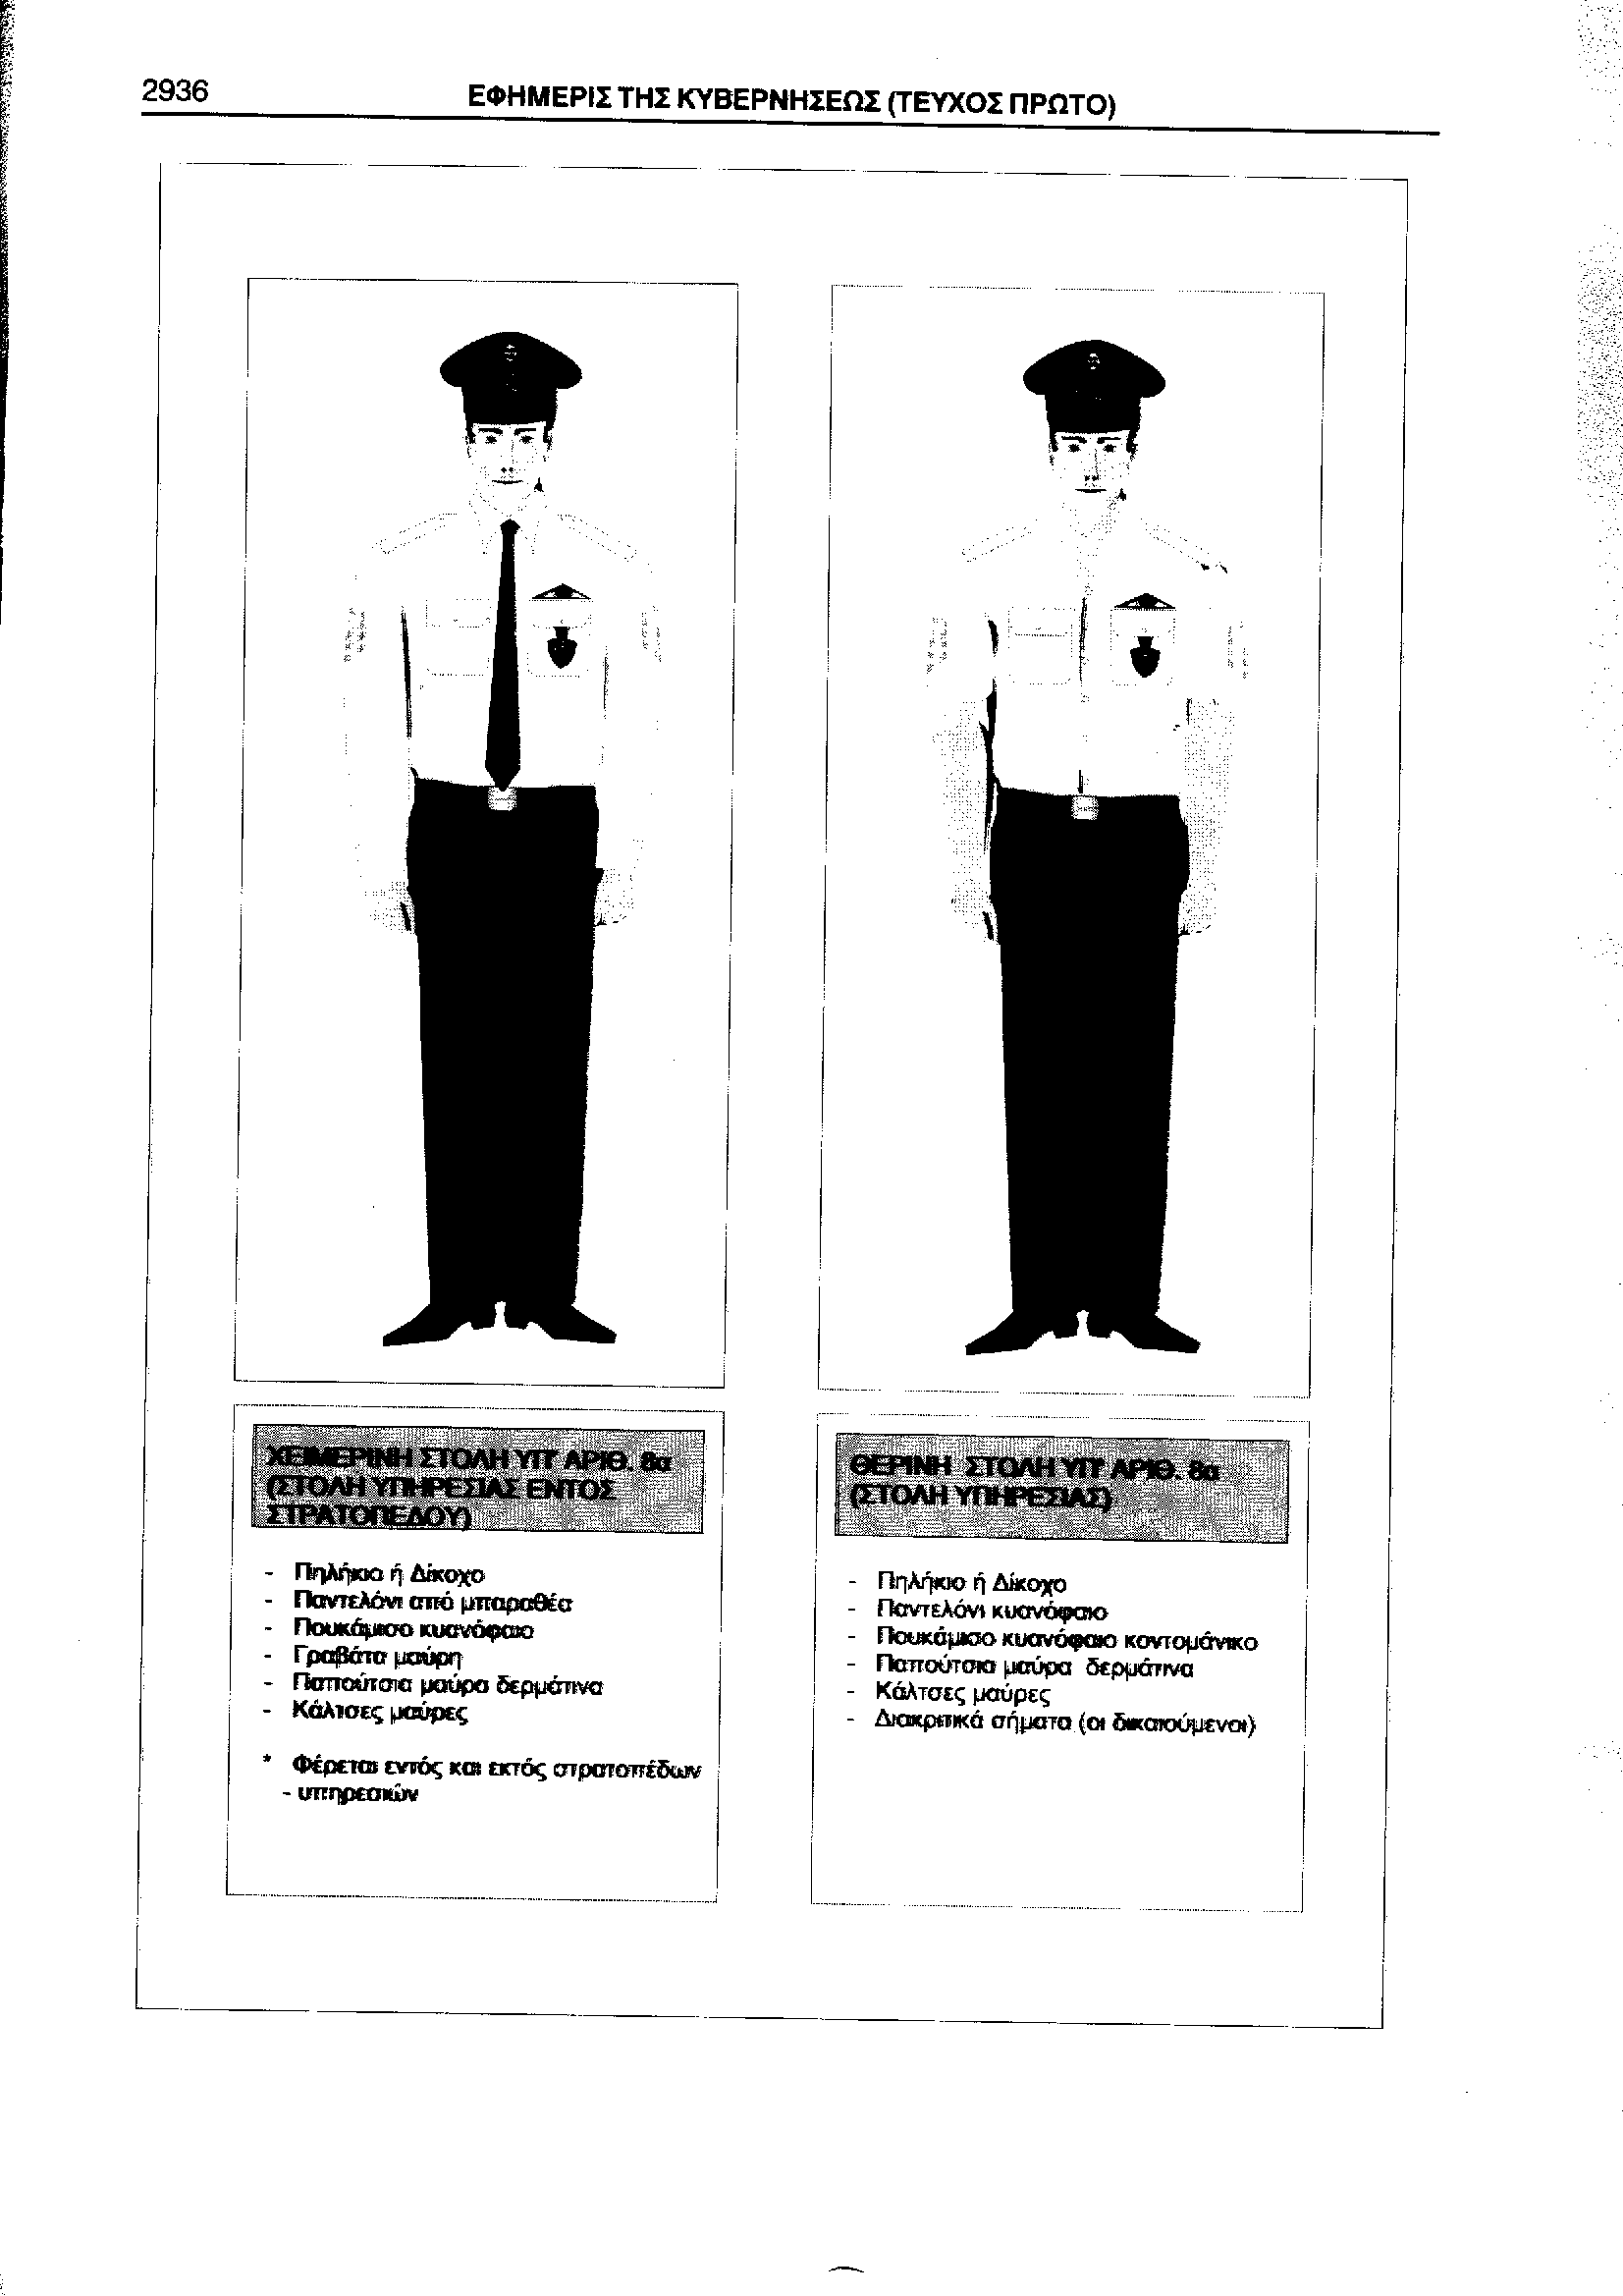 2936
ΕΦΗΜΕΡΙΣ ΤΗΣ ΚΥΒΕΡΝΗΣΕΩΣ (ΤΕΥΧΟΣ ΠΡΩΤΟ)
ΧΕΙΜΕΡΙΝΗ ΣΤΟΛΗ ΥΠ' ΑΡΙΘ. 8α
(ΣΤΟΛΗ ΥΠΗΡΕΣΙΑΣ ΕΝΤΟΣ
ΣΤΡΑΤΟΠΕΔΟΥ)
- Πηλήκιο ή Δίκοχο
- Παντελόνι από μπαραθέα
- Πουκάμισο κυανόφαιο
- Γραβάτα μαύρη
- Παπούτσια μαύρα δερμάτινα
- Κάλτσες μαύρες
* Φέρεται εντός και εκτός στρατοπέδων
- υπηρεσιών
ΘΕΡΙΝΗ ΣΤΟΛΗ ΥΠ' ΑΡΙΘ. 8α
(ΣΤΟΛΗ ΥΠΗΡΕΣΙΑΣ)
- Πηλήκιο ή Δίκοχο
- Παντελόνι κυανόφαιο
- Πουκάμισο κυανόφαιο κοντομάνικο
- Παπούτσια μαύρα δερμάτινα
- Κάλτσες μαύρες
- Διακριτικά σήματα (οι δικαιούμενοι)